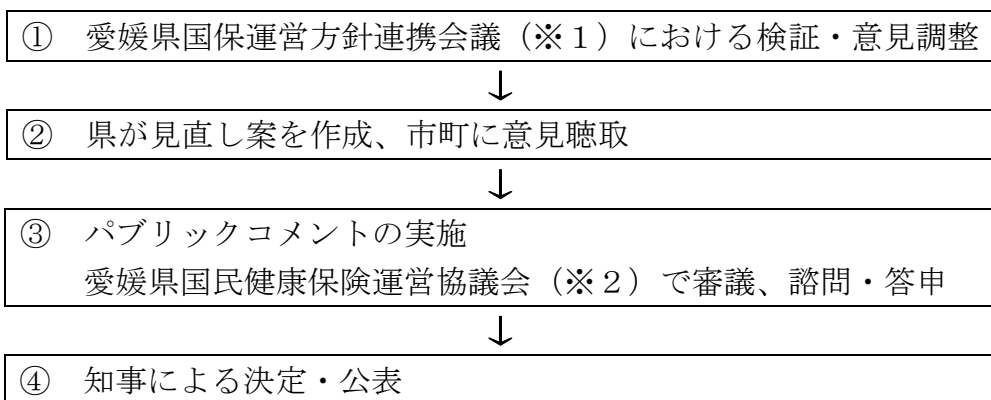 ① 愛媛県国保運営方針連携会議(※1)における検証・意見調整
↓
② 県が見直し案を作成、市町に意見聴取
↓
③ パブリックコメントの実施
愛媛県国民健康保険運営協議会(※2)で審議、諮問・答申
↓
④ 知事による決定・公表